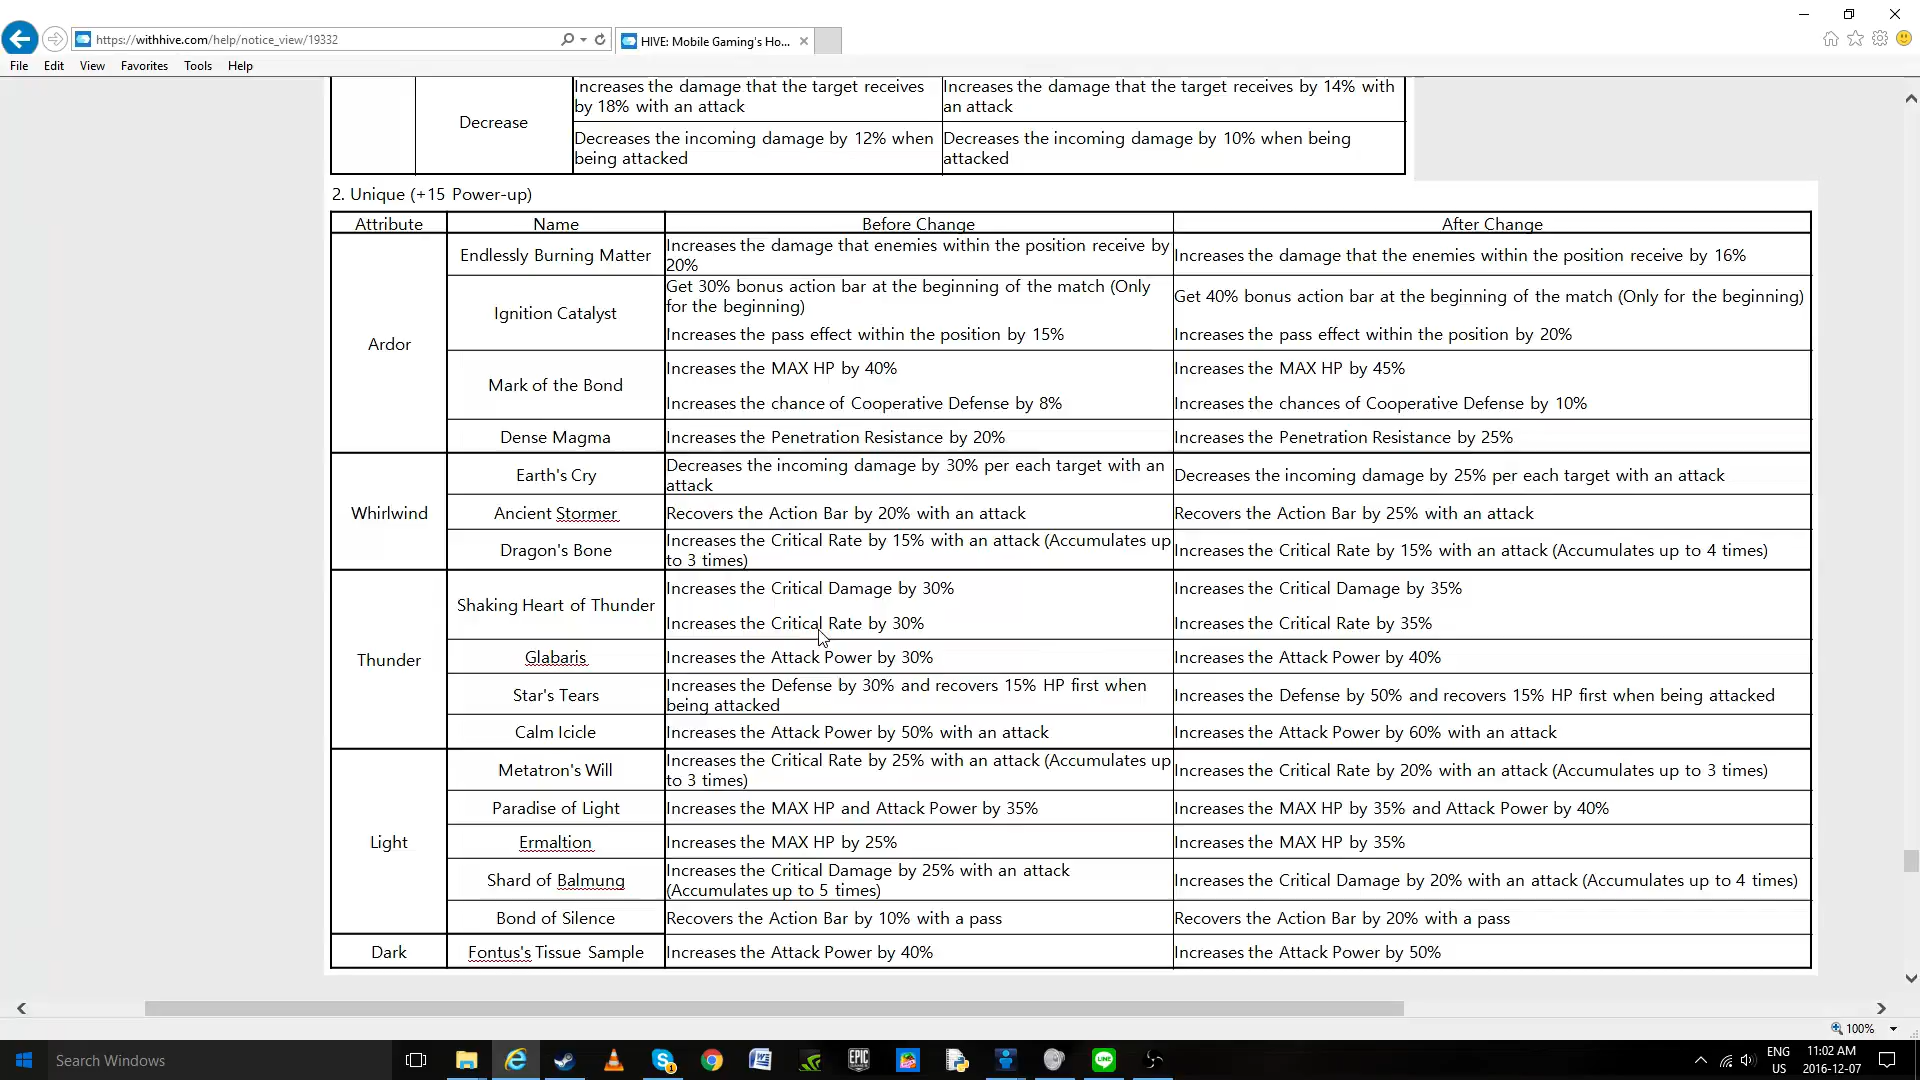 https://withhive.com/help/notice_view/19332
HIVE: Mobile Gaming's Ho...
File Edit View Favorites Tools Help
Decrease
Increases the damage that the target receives
by 18% with an attack
Increases the damage that the target receives by 14% with
an attack
Decreases the incoming damage by 12% when
being attacked
Decreases the incoming damage by 10% when being
attacked
2. Unique (+15 Power-up)
Attribute Name Before Change After Change
Ardor
Endlessly Burning Matter
Increases the damage that enemies within the position receive by
20%
Increases the damage that the enemies within the position receive by 16%
Ignition Catalyst
Get 30% bonus action bar at the beginning of the match (Only
for the beginning)
Increases the pass effect within the position by 15%
Get 40% bonus action bar at the beginning of the match (Only for the beginning)
Increases the pass effect within the position by 20%
Mark of the Bond
Increases the MAX HP by 40%
Increases the chance of Cooperative Defense by 8%
Increases the MAX HP by 45%
Increases the chances of Cooperative Defense by 10%
Dense Magma
Increases the Penetration Resistance by 20%
Increases the Penetration Resistance by 25%
Whirlwind
Earth's Cry
Decreases the incoming damage by 30% per each target with an
attack
Decreases the incoming damage by 25% per each target with an attack
Ancient Stormer
Recovers the Action Bar by 20% with an attack
Recovers the Action Bar by 25% with an attack
Dragon's Bone
Increases the Critical Rate by 15% with an attack (Accumulates up
to 3 times)
Increases the Critical Rate by 15% with an attack (Accumulates up to 4 times)
Thunder
Shaking Heart of Thunder
Increases the Critical Damage by 30%
Increases the Critical Rate by 30%
Increases the Critical Damage by 35%
Increases the Critical Rate by 35%
Glabaris
Increases the Attack Power by 30%
Increases the Attack Power by 40%
Star's Tears
Increases the Defense by 30% and recovers 15% HP first when
being attacked
Increases the Defense by 50% and recovers 15% HP first when being attacked
Calm Icicle
Increases the Attack Power by 50% with an attack
Increases the Attack Power by 60% with an attack
Light
Metatron's Will
Increases the Critical Rate by 25% with an attack (Accumulates up
to 3 times)
Increases the Critical Rate by 20% with an attack (Accumulates up to 3 times)
Paradise of Light
Increases the MAX HP and Attack Power by 35%
Increases the MAX HP by 35% and Attack Power by 40%
Ermaltion
Increases the MAX HP by 25%
Increases the MAX HP by 35%
Shard of Balmung
Increases the Critical Damage by 25% with an attack
(Accumulates up to 5 times)
Increases the Critical Damage by 20% with an attack (Accumulates up to 4 times)
Bond of Silence
Recovers the Action Bar by 10% with a pass
Recovers the Action Bar by 20% with a pass
Dark
Fontus's Tissue Sample
Increases the Attack Power by 40%
Increases the Attack Power by 50%
100%
Search Windows
EPIC
LINE
ENG
US
11:02 AM
2016-12-07